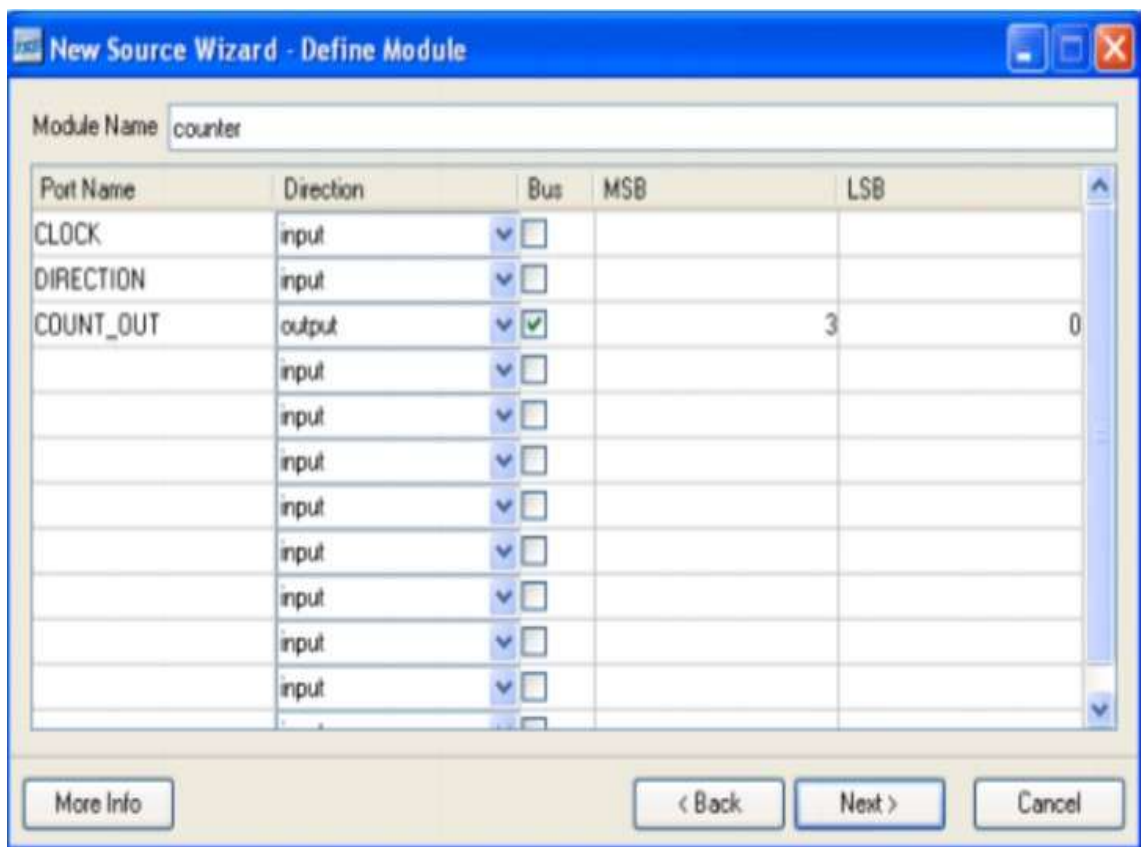 New Source Wizard - Define Module
Module Name counter
Port Name Direction Bus MSB LSB
CLOCK input
DIRECTION input
COUNT_OUT output 3 0
input
input
input
input
input
input
input
input
More Info < Back Next > Cancel